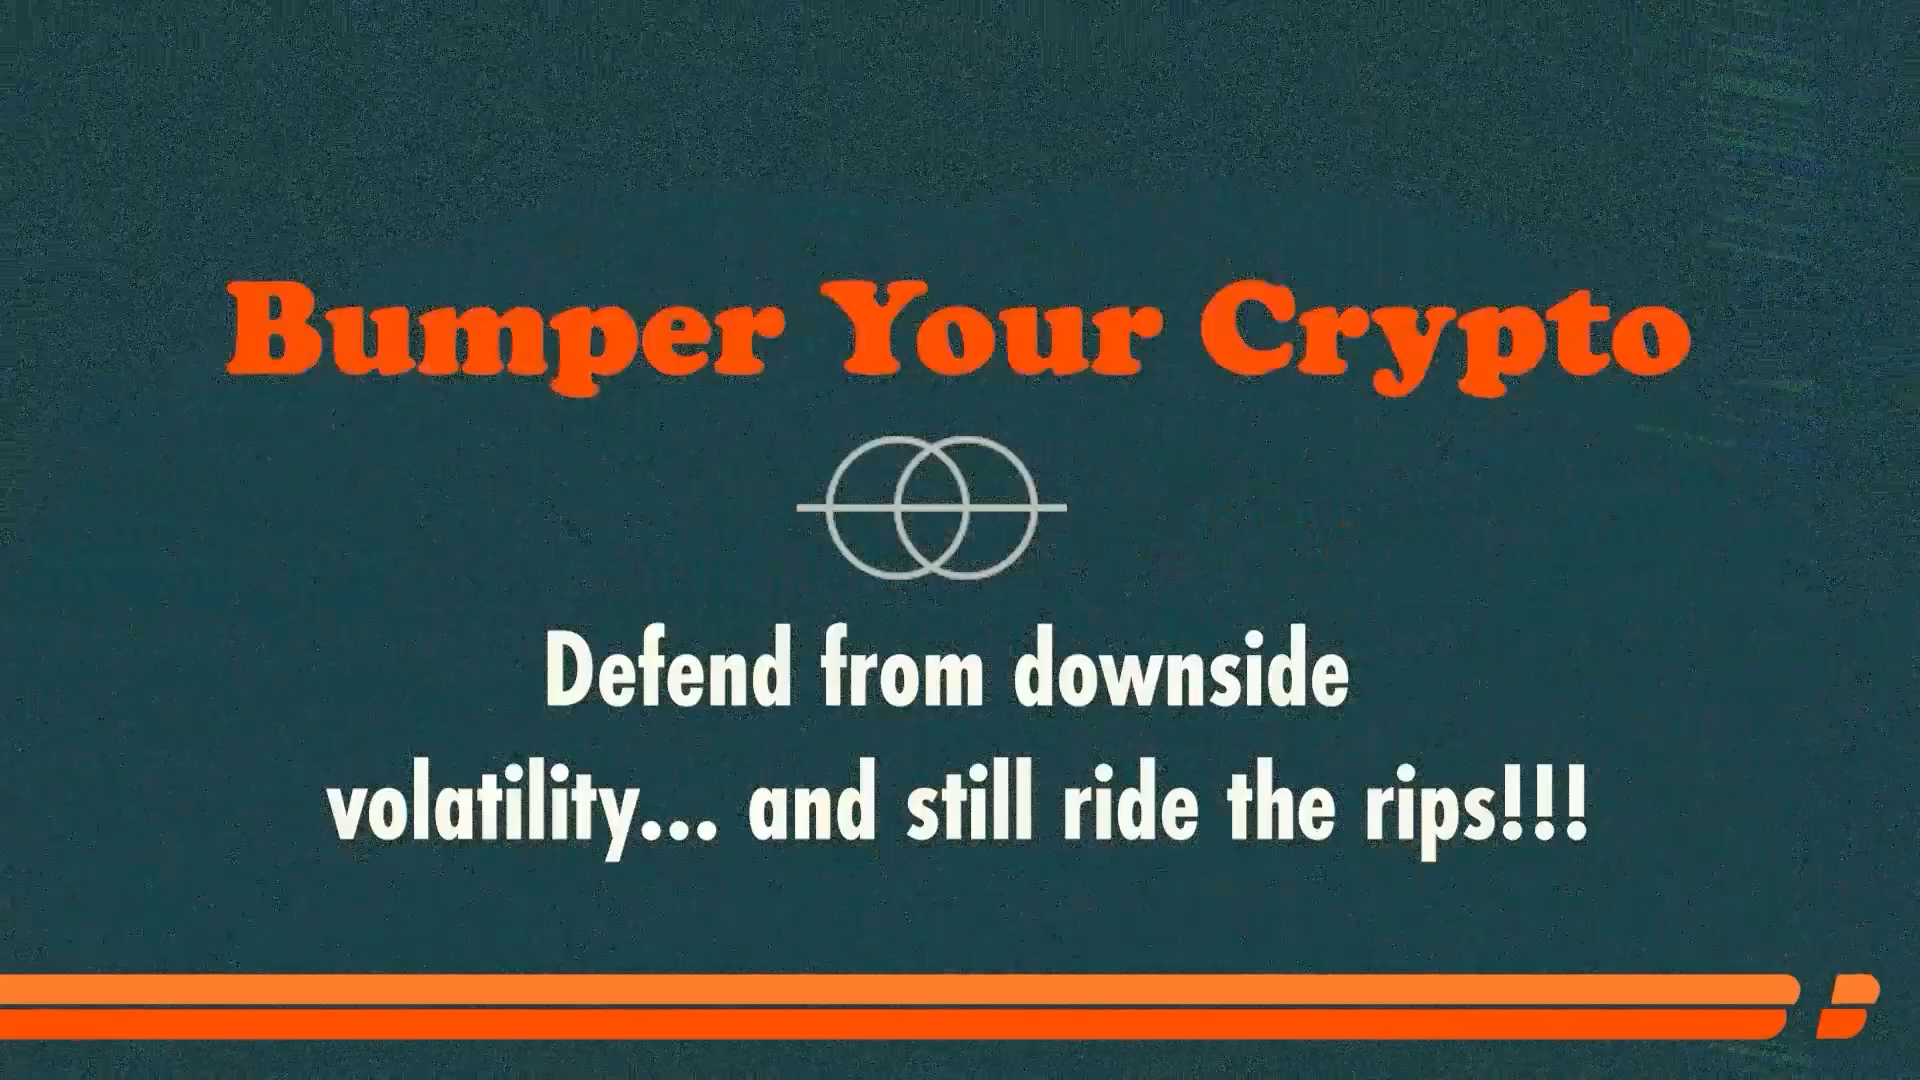 Bumper Your Crypto
Defend from downside
volatility... and still ride the rips!!!